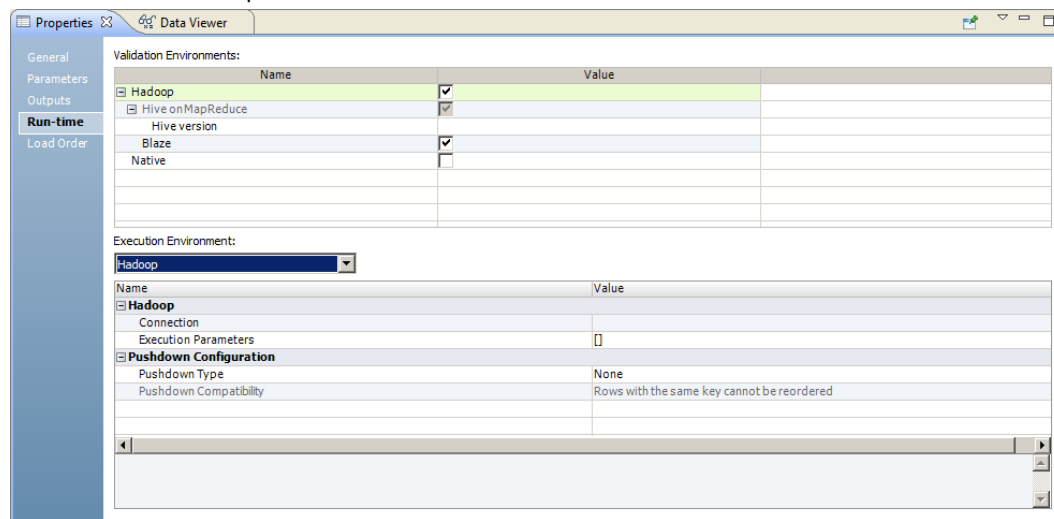 Properties Data Viewer
General
Parameters
Outputs
Run-time
Load Order
Validation Environments:
Name Value
Hadoop
Hive on MapReduce
Hive version
Blaze
Native
Execution Environment:
Hadoop
Name Value
Hadoop
Connection
Execution Parameters []
Pushdown Configuration
Pushdown Type None
Pushdown Compatibility Rows with the same key cannot be reordered